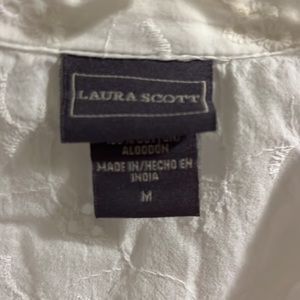 LAURA SCOTT
ALGODON
MADE IN/HECHO EN
INDIA
M